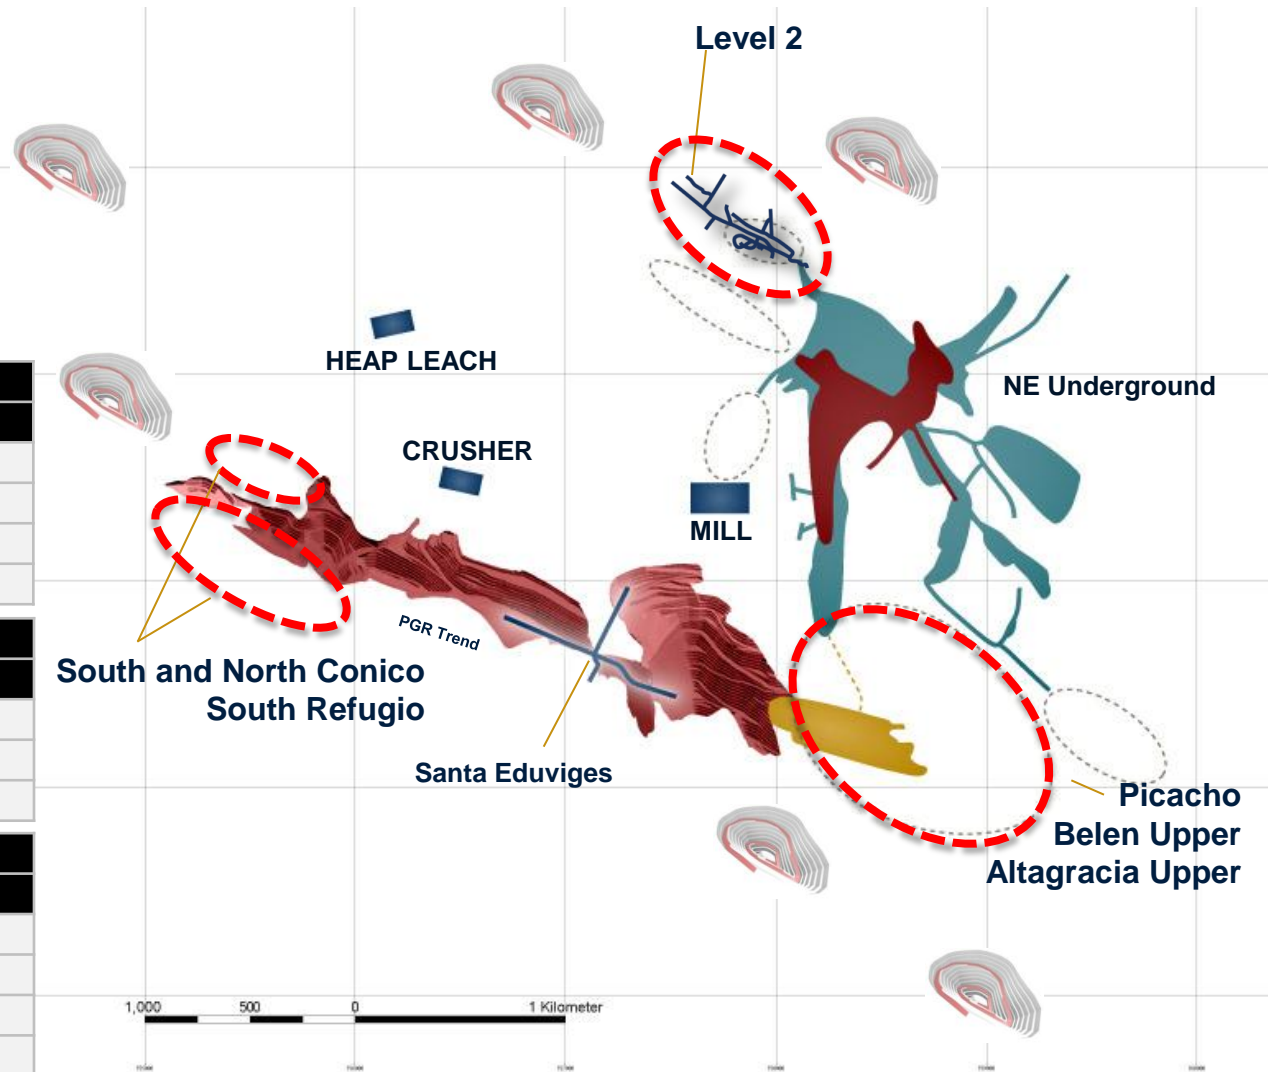 Level 2
HEAP LEACH
NE Underground
CRUSHER
MILL
PGR Trend
South and North Conico
South Refugio
Santa Eduviges
Picacho
Belen Upper
Altagracia Upper
1,000 500 0 1 Kilometer